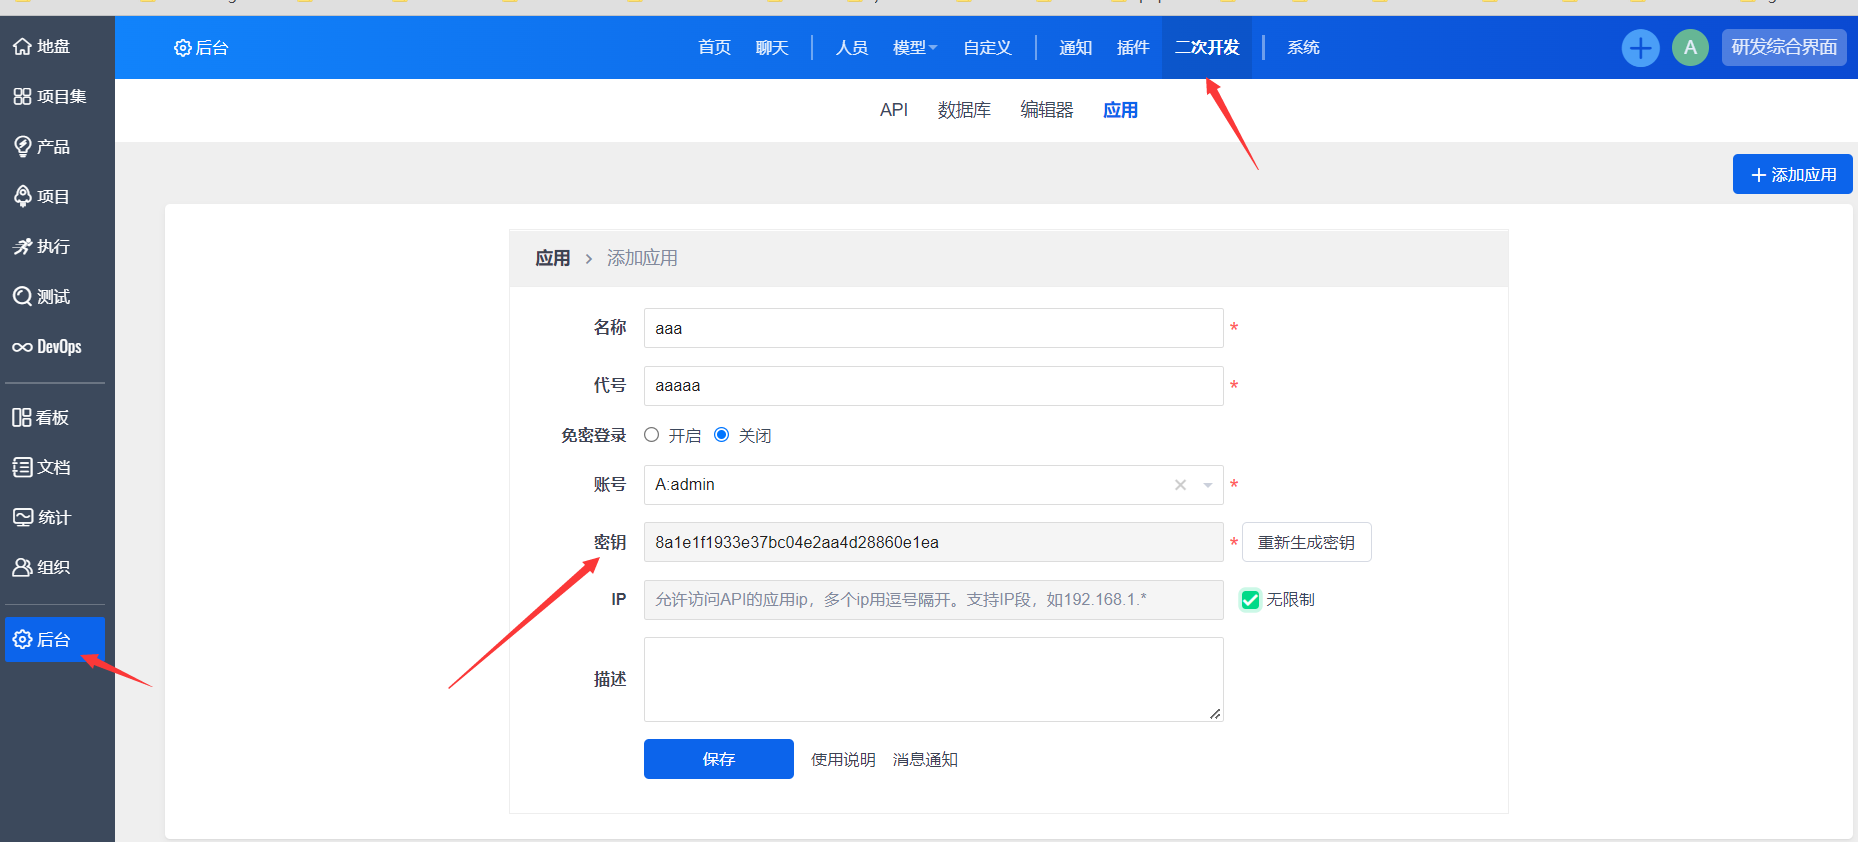 地盘
项目集
产品
项目
执行
测试
DevOps
看板
文档
统计
组织
后台
后台
首页 聊天 人员 模型 自定义 通知 插件 二次开发 系统
A 研发综合界面
API 数据库 编辑器 应用
添加应用
应用 > 添加应用
名称 aaa *
代号 aaaaa *
免密登录 开启 关闭
账号 A:admin *
密钥 8a1e1f1933e37bc04e2aa4d28860e1ea * 重新生成密钥
IP 允许访问API的应用ip，多个ip用逗号隔开。支持IP段，如192.168.1.* 无限制
描述
保存 使用说明 消息通知